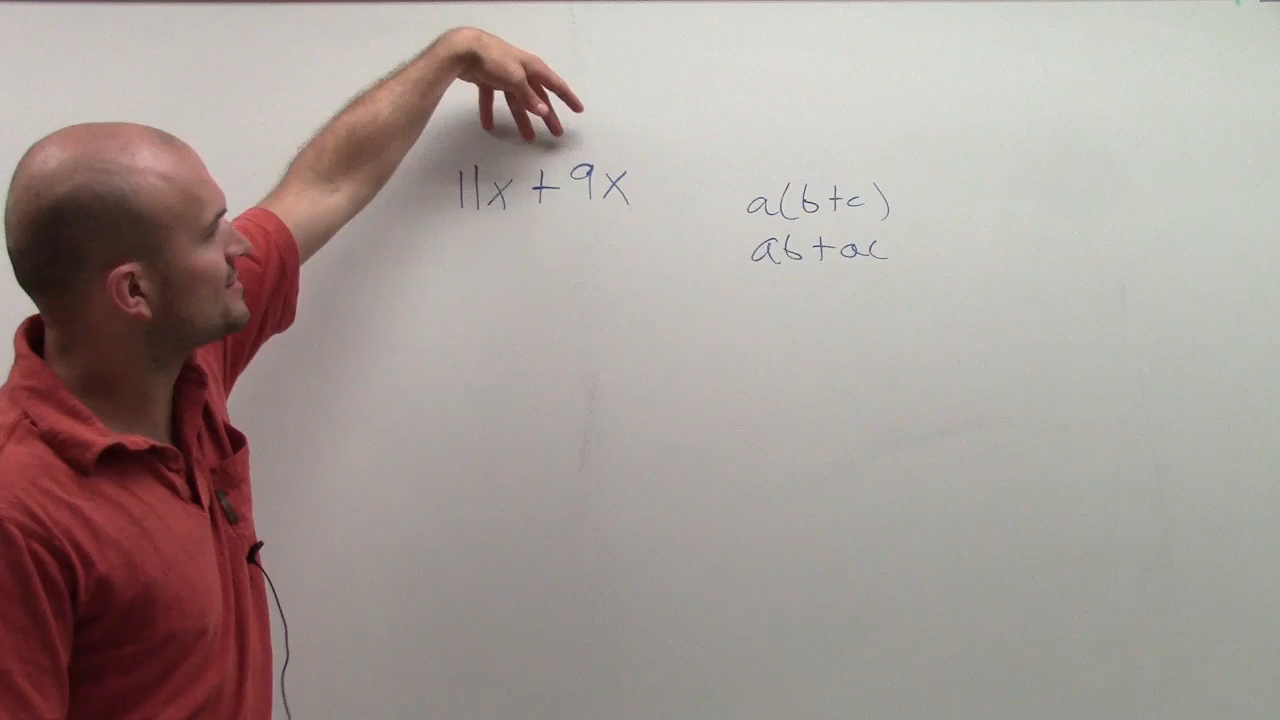 11x + 9x
a(b+c)
ab+ac